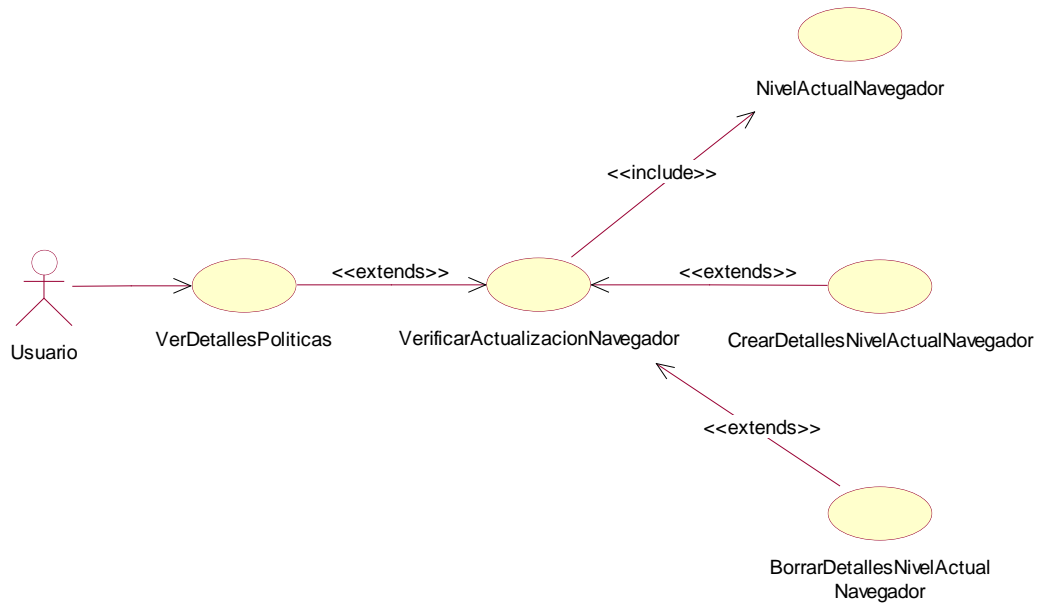 NivelActualNavegador
<<include>>
<<extends>>
<<extends>>
Usuario
VerDetallesPoliticas
VerificarActualizacionNavegador
CrearDetallesNivelActualNavegador
<<extends>>
BorrarDetallesNivelActual
Navegador